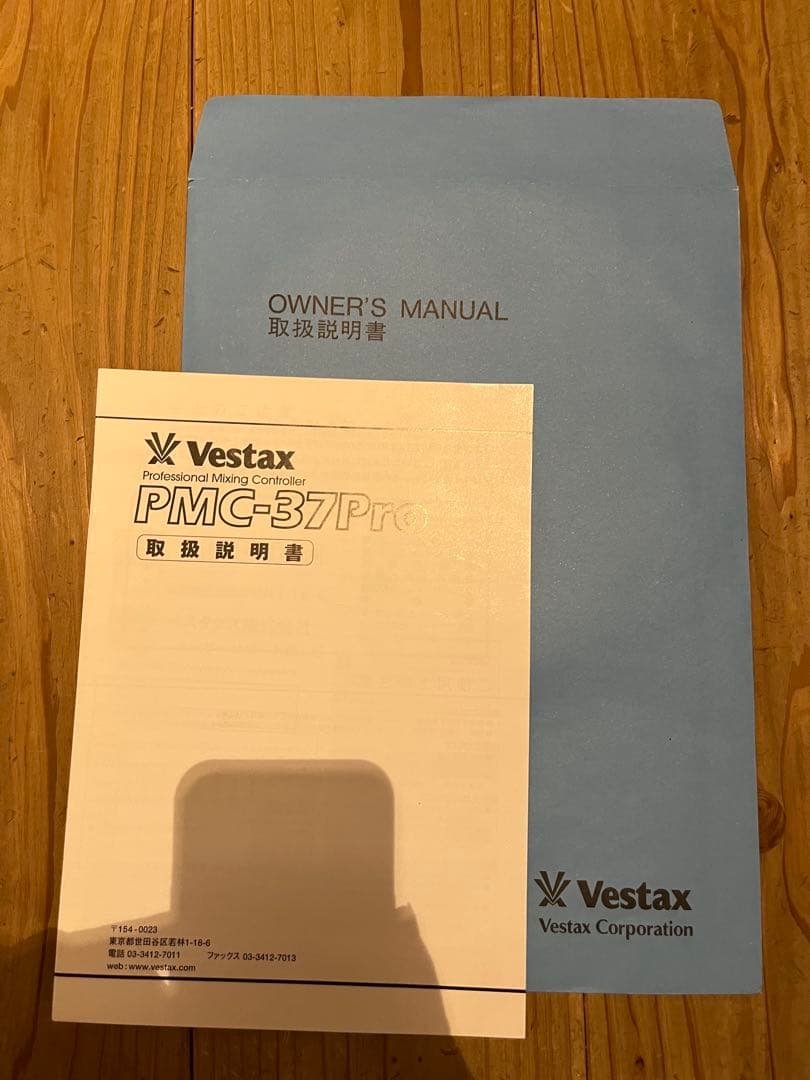 OWNER'S MANUAL
取扱説明書
Vestax
Professional Mixing Controller
PMC-37Pro
取扱説明書
〒154-0023
東京都世田谷区若林1-18-6
電話 03-3412-7011 ファックス 03-3412-7013
web:www.vestax.com
Vestax
Vestax Corporation